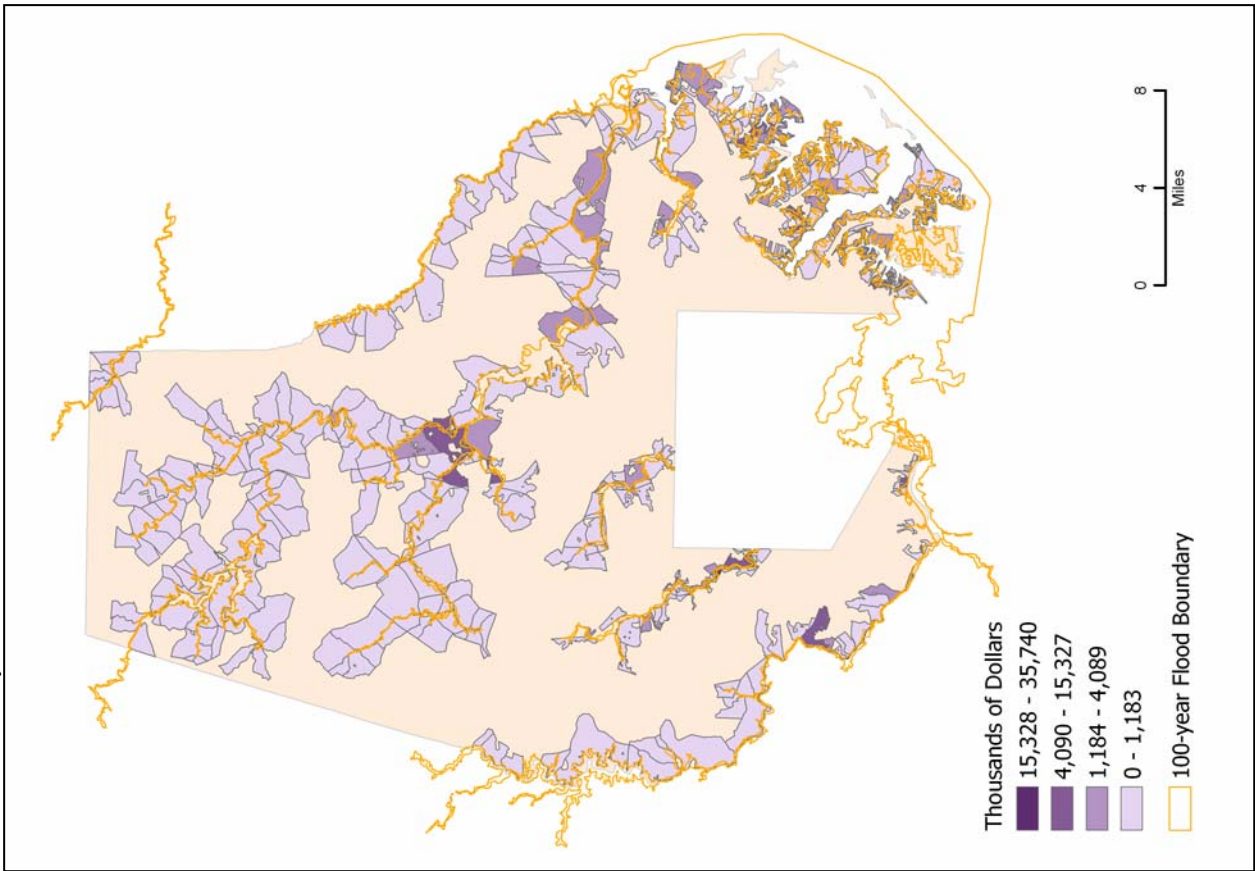 Thousands of Dollars
15,328 - 35,740
4,090 - 15,327
1,184 - 4,089
0 - 1,183
100-year Flood Boundary
0 4 8
Miles